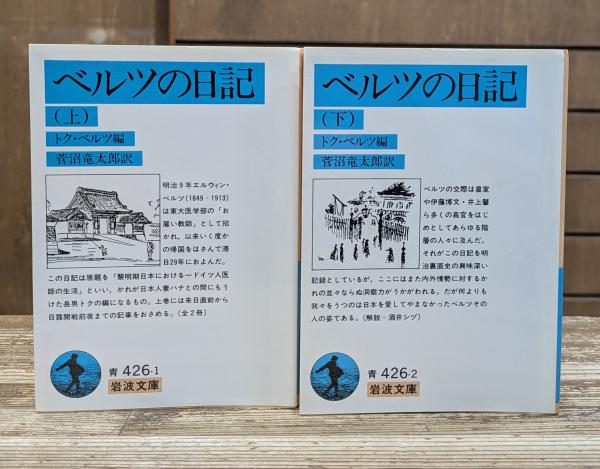 ベルツの日記
(上)
トク・ベルツ編
菅沼竜太郎訳
明治9年エルヴィン・
ベルツ(1849‐1913)
は東大医学部の「お
雇い教師」として招
かれ、以来いく度か
の帰国をはさんで滞
日29年におよんだ。
この日記は原題を「黎明期日本における一ドイツ人医
師の生活」といい、かれが日本人妻ハナとの間にもう
けた長男トクの編になるもの。上巻には来日直前から
日露開戦前夜までの記事をおさめる。(全2冊)
青 426-1
岩波文庫
ベルツの日記
(下)
トク・ベルツ編
菅沼竜太郎訳
ベルツの交際は皇室
や伊藤博文・井上馨
ら多くの高官をはじ
めとしてあらゆる階
層の人々に及んだ。
それがこの日記を明
治裏面史の興味深い
記録としているが、ここにはまた内外情勢に対するか
れの並々ならぬ洞察力がうかがわれる。だが何よりも
我々をうつのは日本を愛してやまなかったベルツその
人の姿である。(解説・酒井シヅ)
青 426-2
岩波文庫